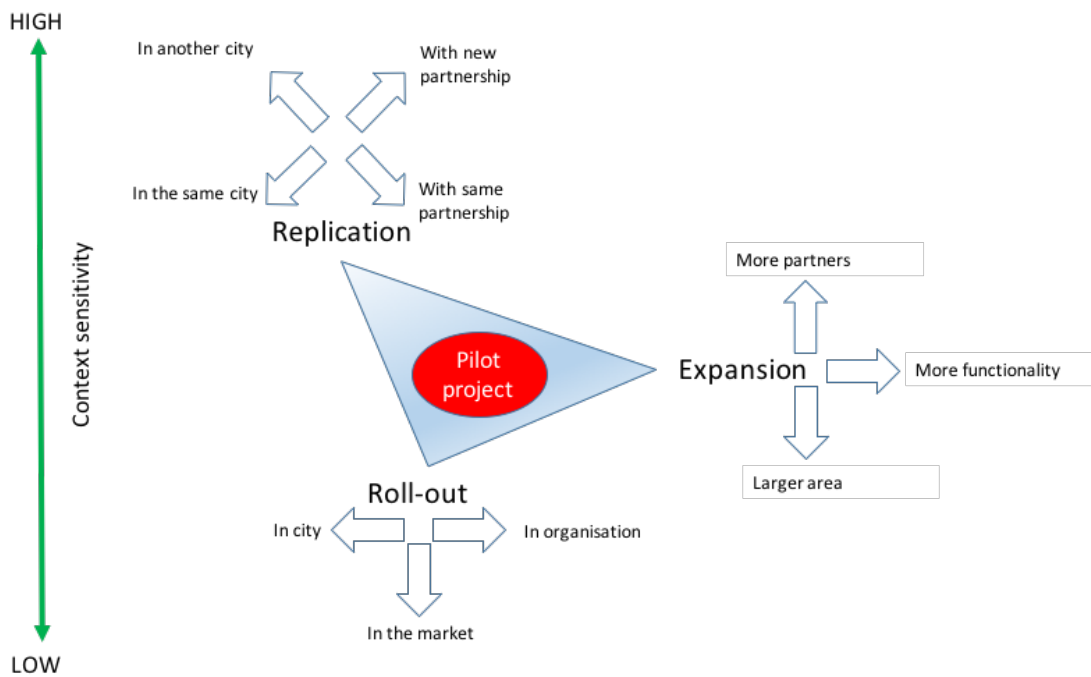 HIGH
In another city
With new
partnership
In the same city
With same
partnership
Replication
Context sensitivity
More partners
Pilot
project
Expansion
More functionality
Larger area
Roll-out
In city
In organisation
In the market
LOW